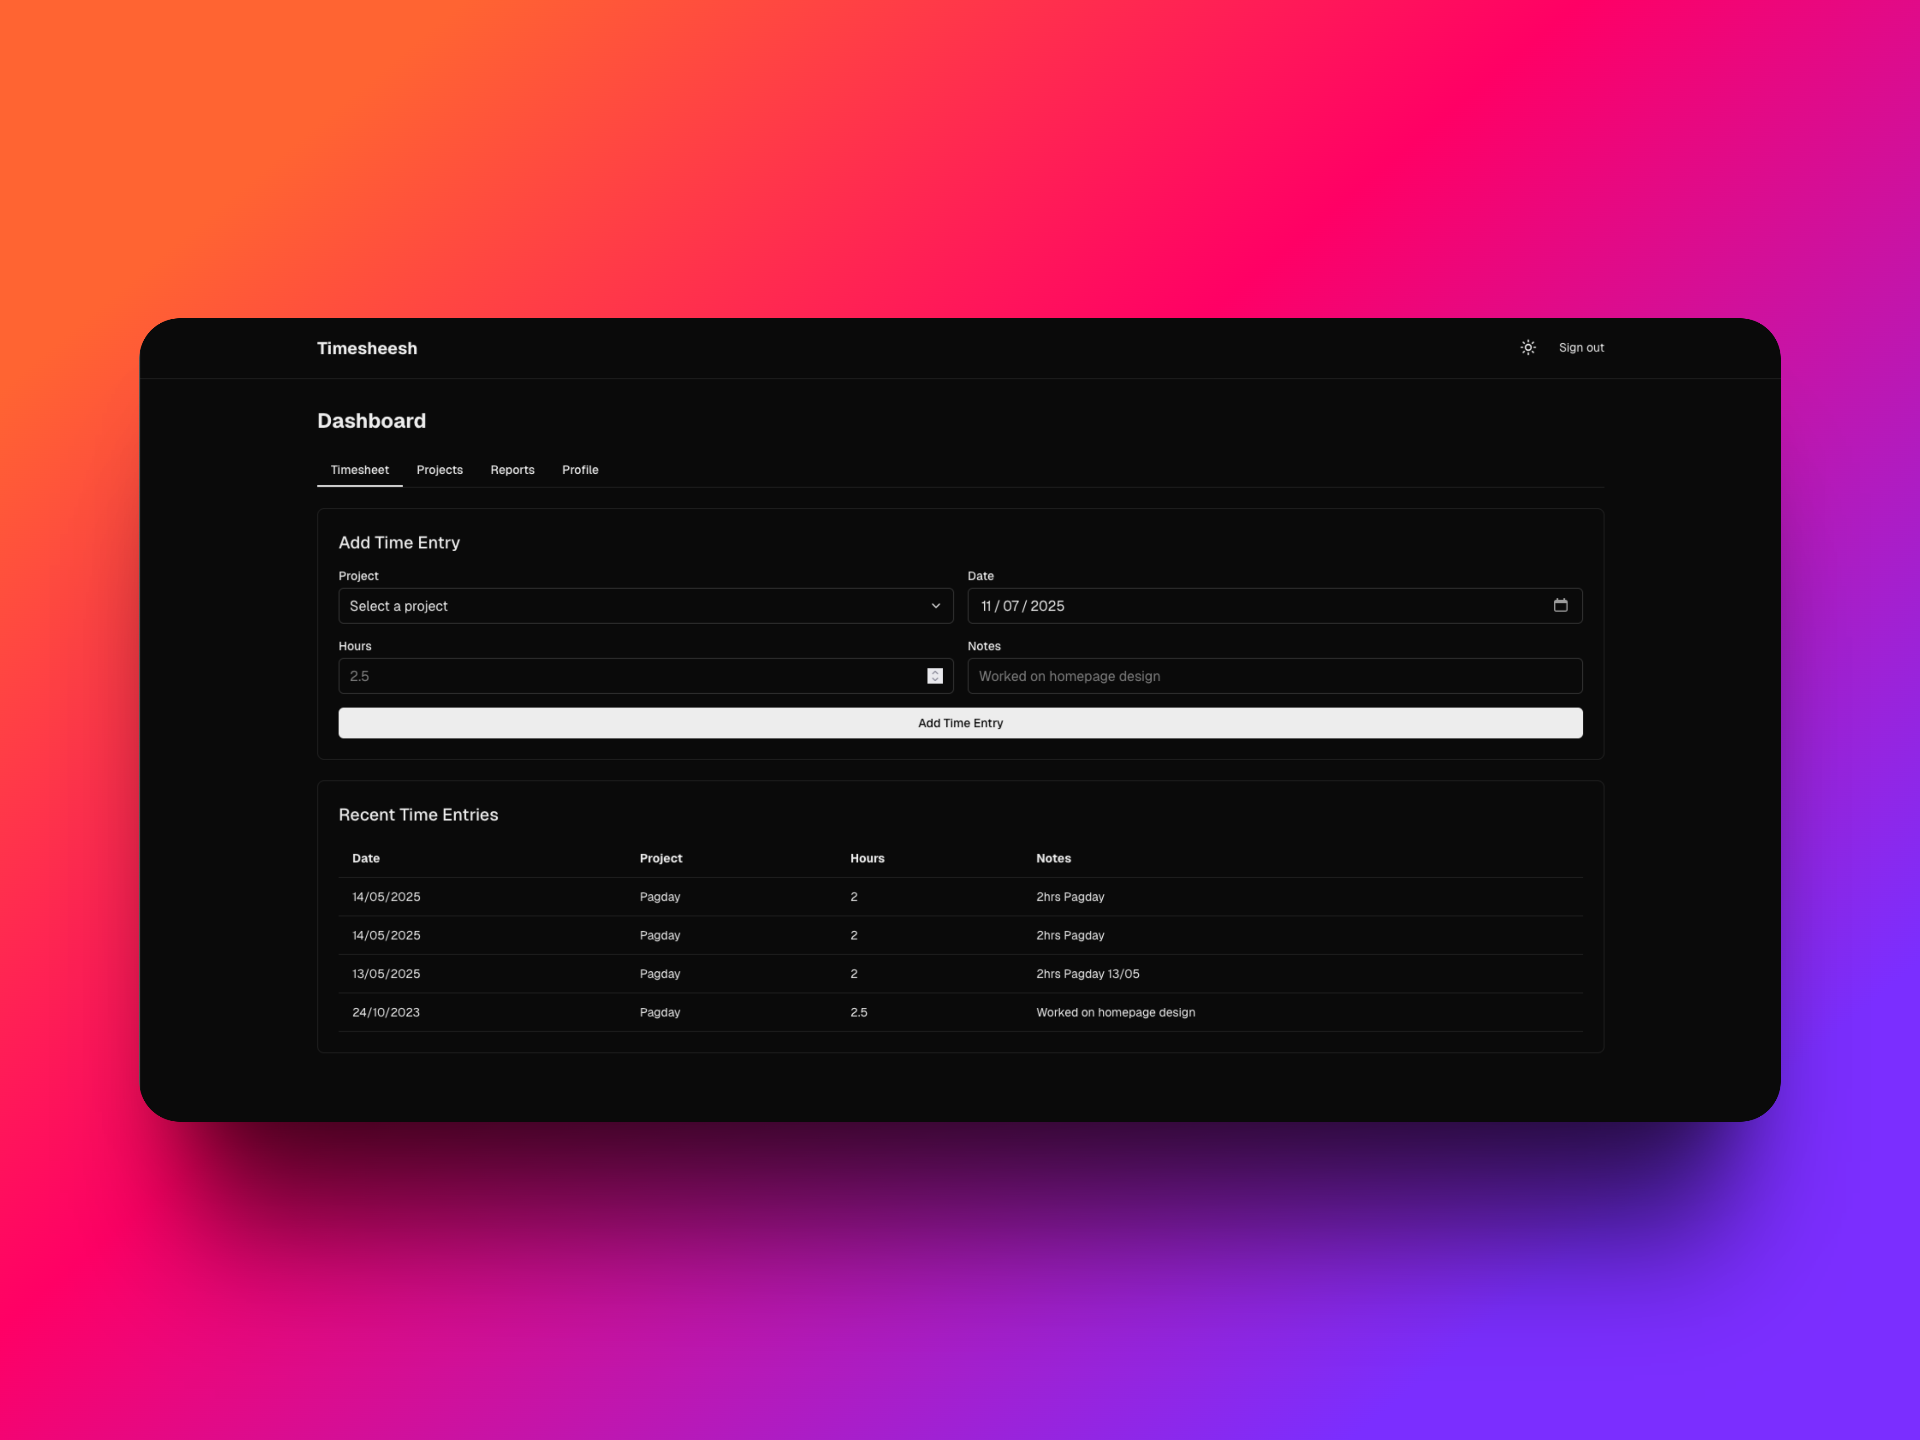 Timesheesh
Sign out
Dashboard
Timesheet Projects Reports Profile
Add Time Entry
Project Date
Select a project 11 / 07 / 2025
Hours Notes
2.5 Worked on homepage design
Add Time Entry
Recent Time Entries
Date Project Hours Notes
14/05/2025 Pagday 2 2hrs Pagday
14/05/2025 Pagday 2 2hrs Pagday
13/05/2025 Pagday 2 2hrs Pagday 13/05
24/10/2023 Pagday 2.5 Worked on homepage design